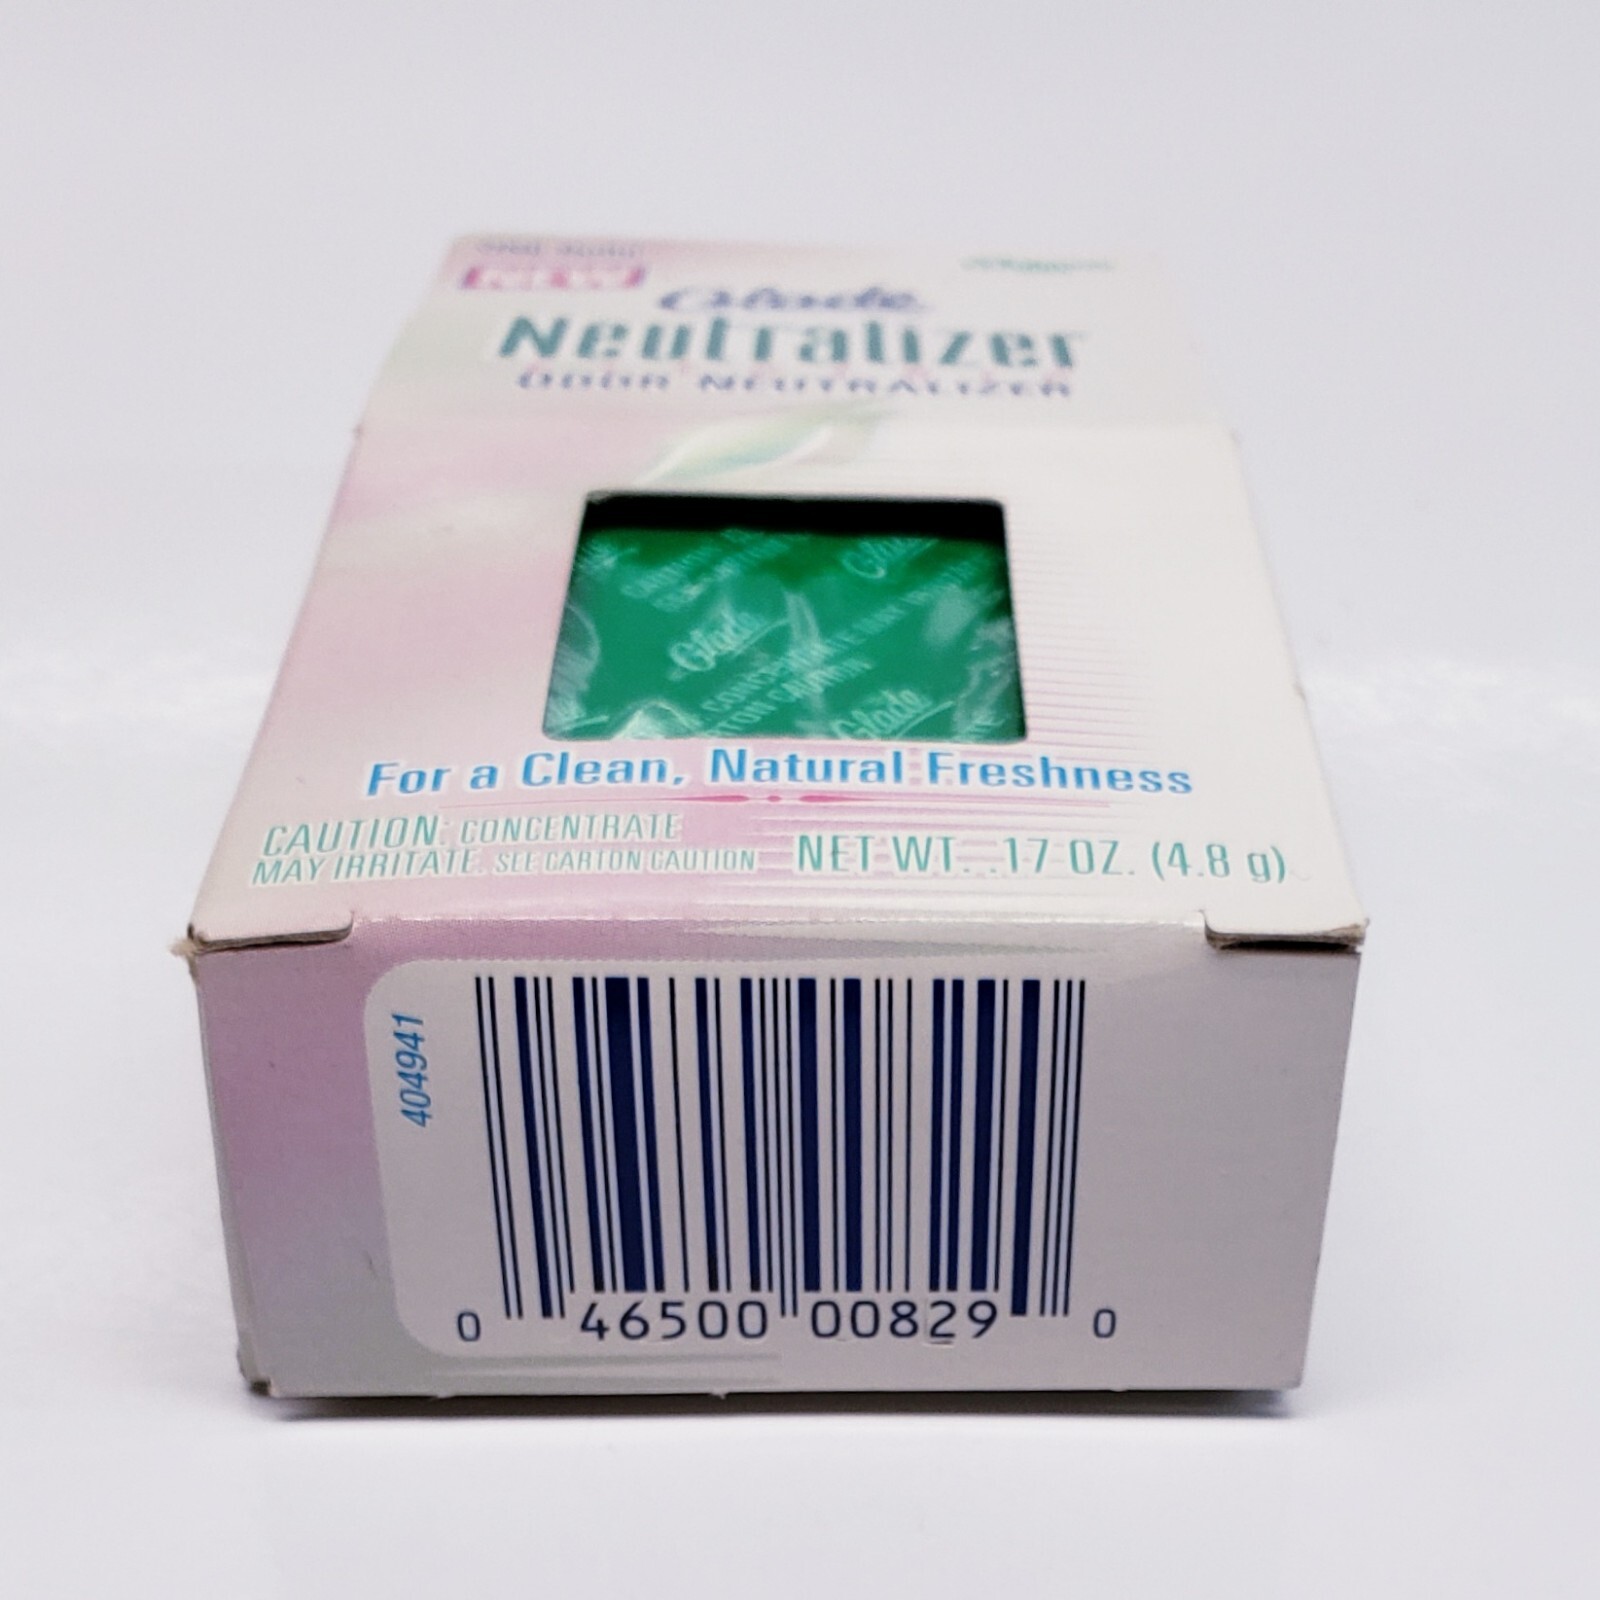 NEW
Glade
Neutralizer
ODOR NEUTRALIZER
Glade
Glade
Glade
For a Clean, Natural Freshness
CAUTION: CONCENTRATE
MAY IRRITATE. SEE CARTON CAUTION
NET WT. .17 OZ. (4.8 g)
404941
0 46500 00829 0